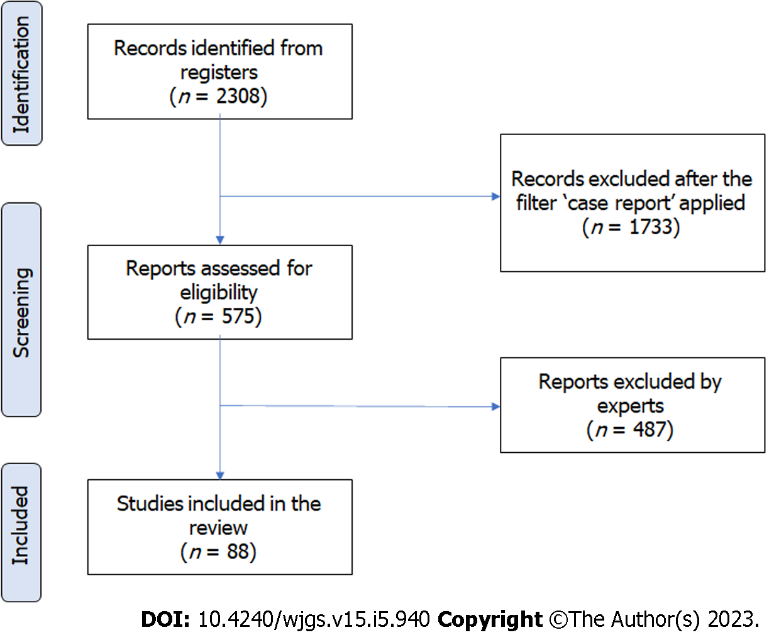 Identification
Records identified from
registers
(n = 2308)
Records excluded after the
filter ‘case report’ applied
(n = 1733)
Screening
Reports assessed for
eligibility
(n = 575)
Reports excluded by
experts
(n = 487)
Included
Studies included in the
review
(n = 88)
DOI: 10.4240/wjgs.v15.i5.940 Copyright ©The Author(s) 2023.